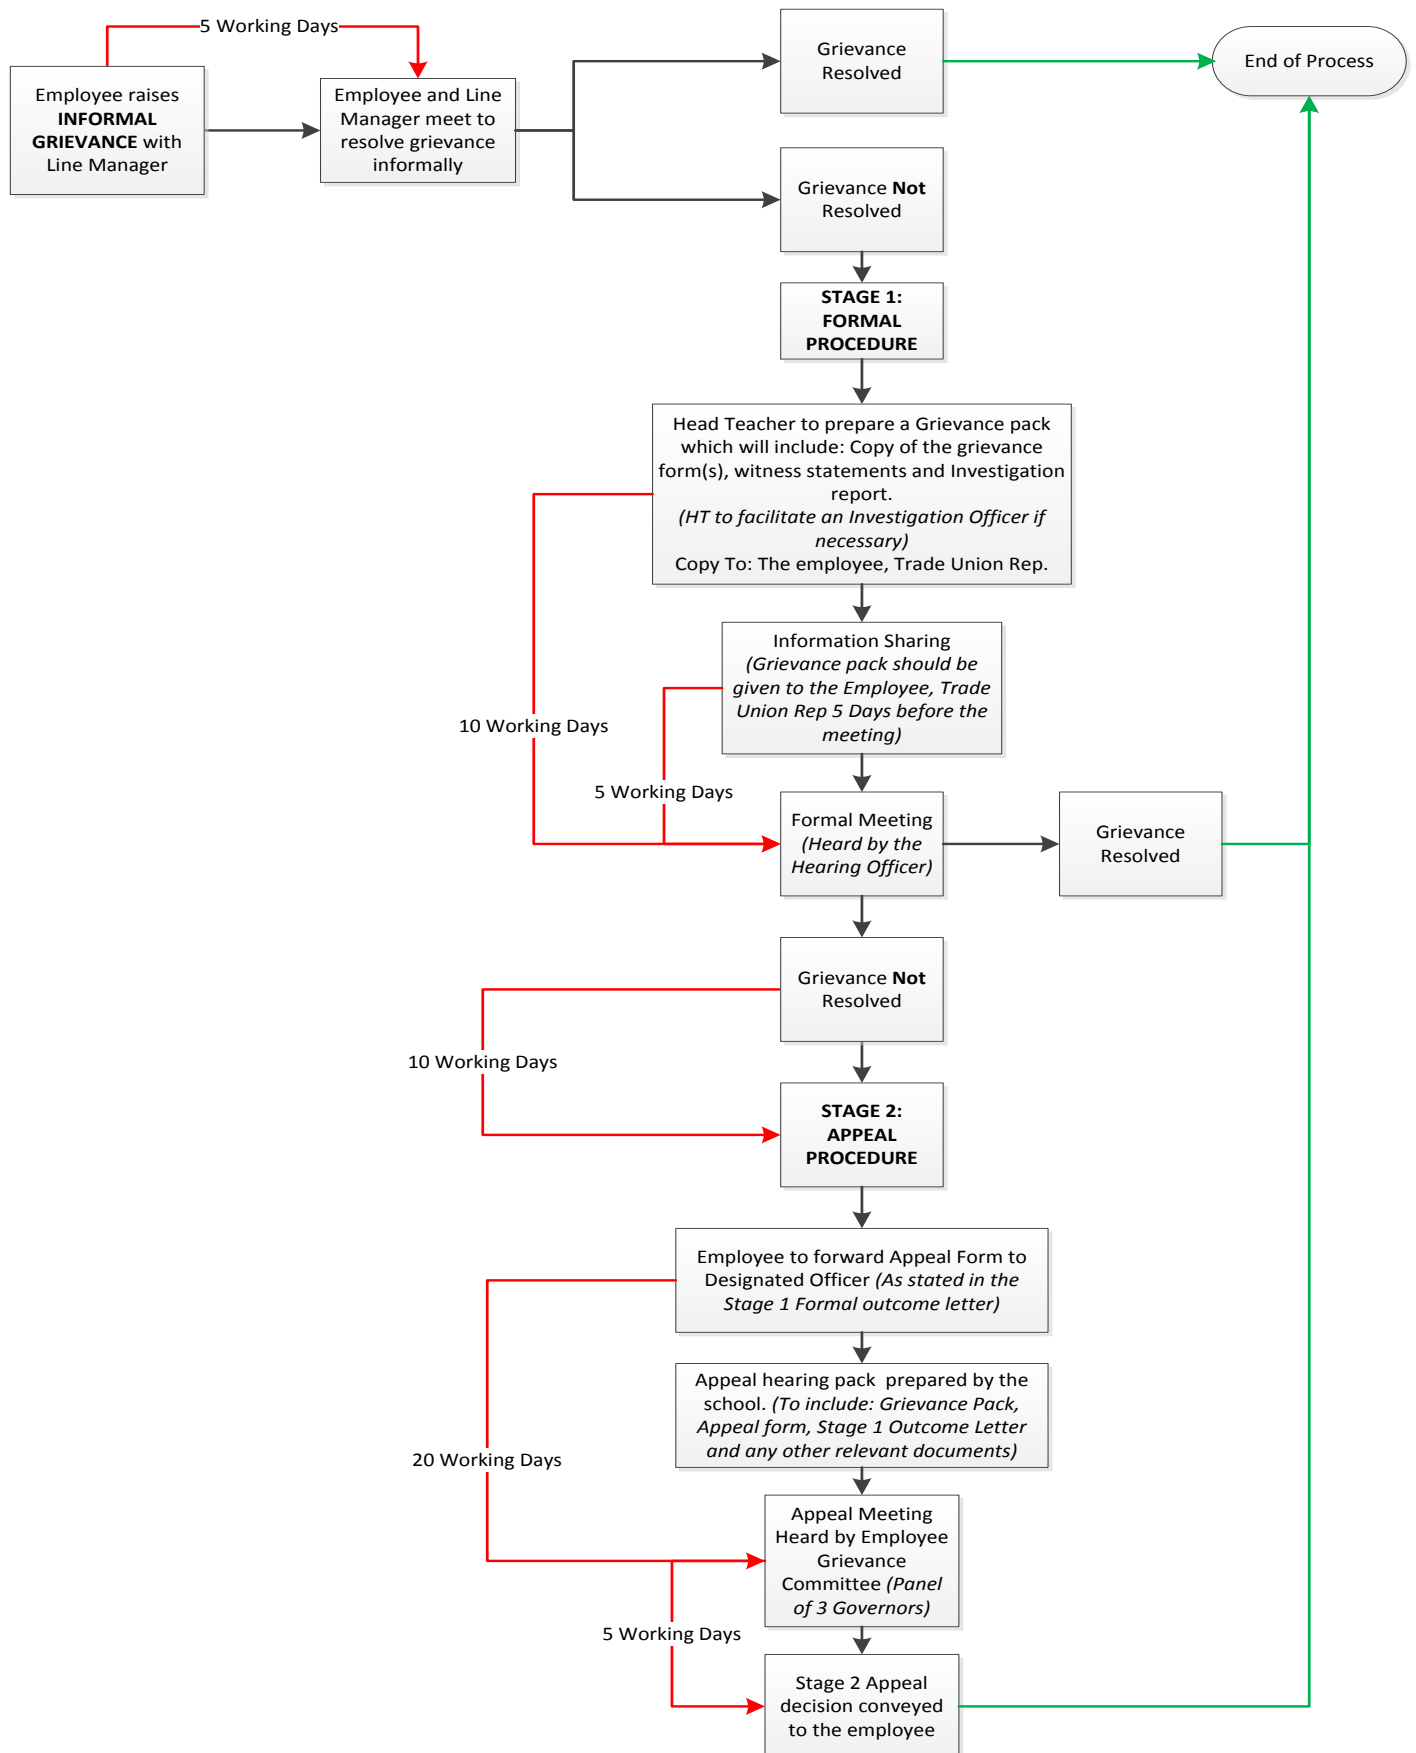 5 Working Days
Employee raises
INFORMAL
GRIEVANCE with
Line Manager
Employee and Line
Manager meet to
resolve grievance
informally
Grievance
Resolved
End of Process
Grievance Not
Resolved
STAGE 1:
FORMAL
PROCEDURE
Head Teacher to prepare a Grievance pack
which will include: Copy of the grievance
form(s), witness statements and Investigation
report.
(HT to facilitate an Investigation Officer if
necessary)
Copy To: The employee, Trade Union Rep.
Information Sharing
(Grievance pack should be
given to the Employee, Trade
Union Rep 5 Days before the
meeting)
10 Working Days
5 Working Days
Formal Meeting
(Heard by the
Hearing Officer)
Grievance
Resolved
Grievance Not
Resolved
10 Working Days
STAGE 2:
APPEAL
PROCEDURE
Employee to forward Appeal Form to
Designated Officer (As stated in the
Stage 1 Formal outcome letter)
Appeal hearing pack  prepared by the
school. (To include: Grievance Pack,
Appeal form, Stage 1 Outcome Letter
and any other relevant documents)
20 Working Days
Appeal Meeting
Heard by Employee
Grievance
Committee (Panel
of 3 Governors)
5 Working Days
Stage 2 Appeal
decision conveyed
to the employee